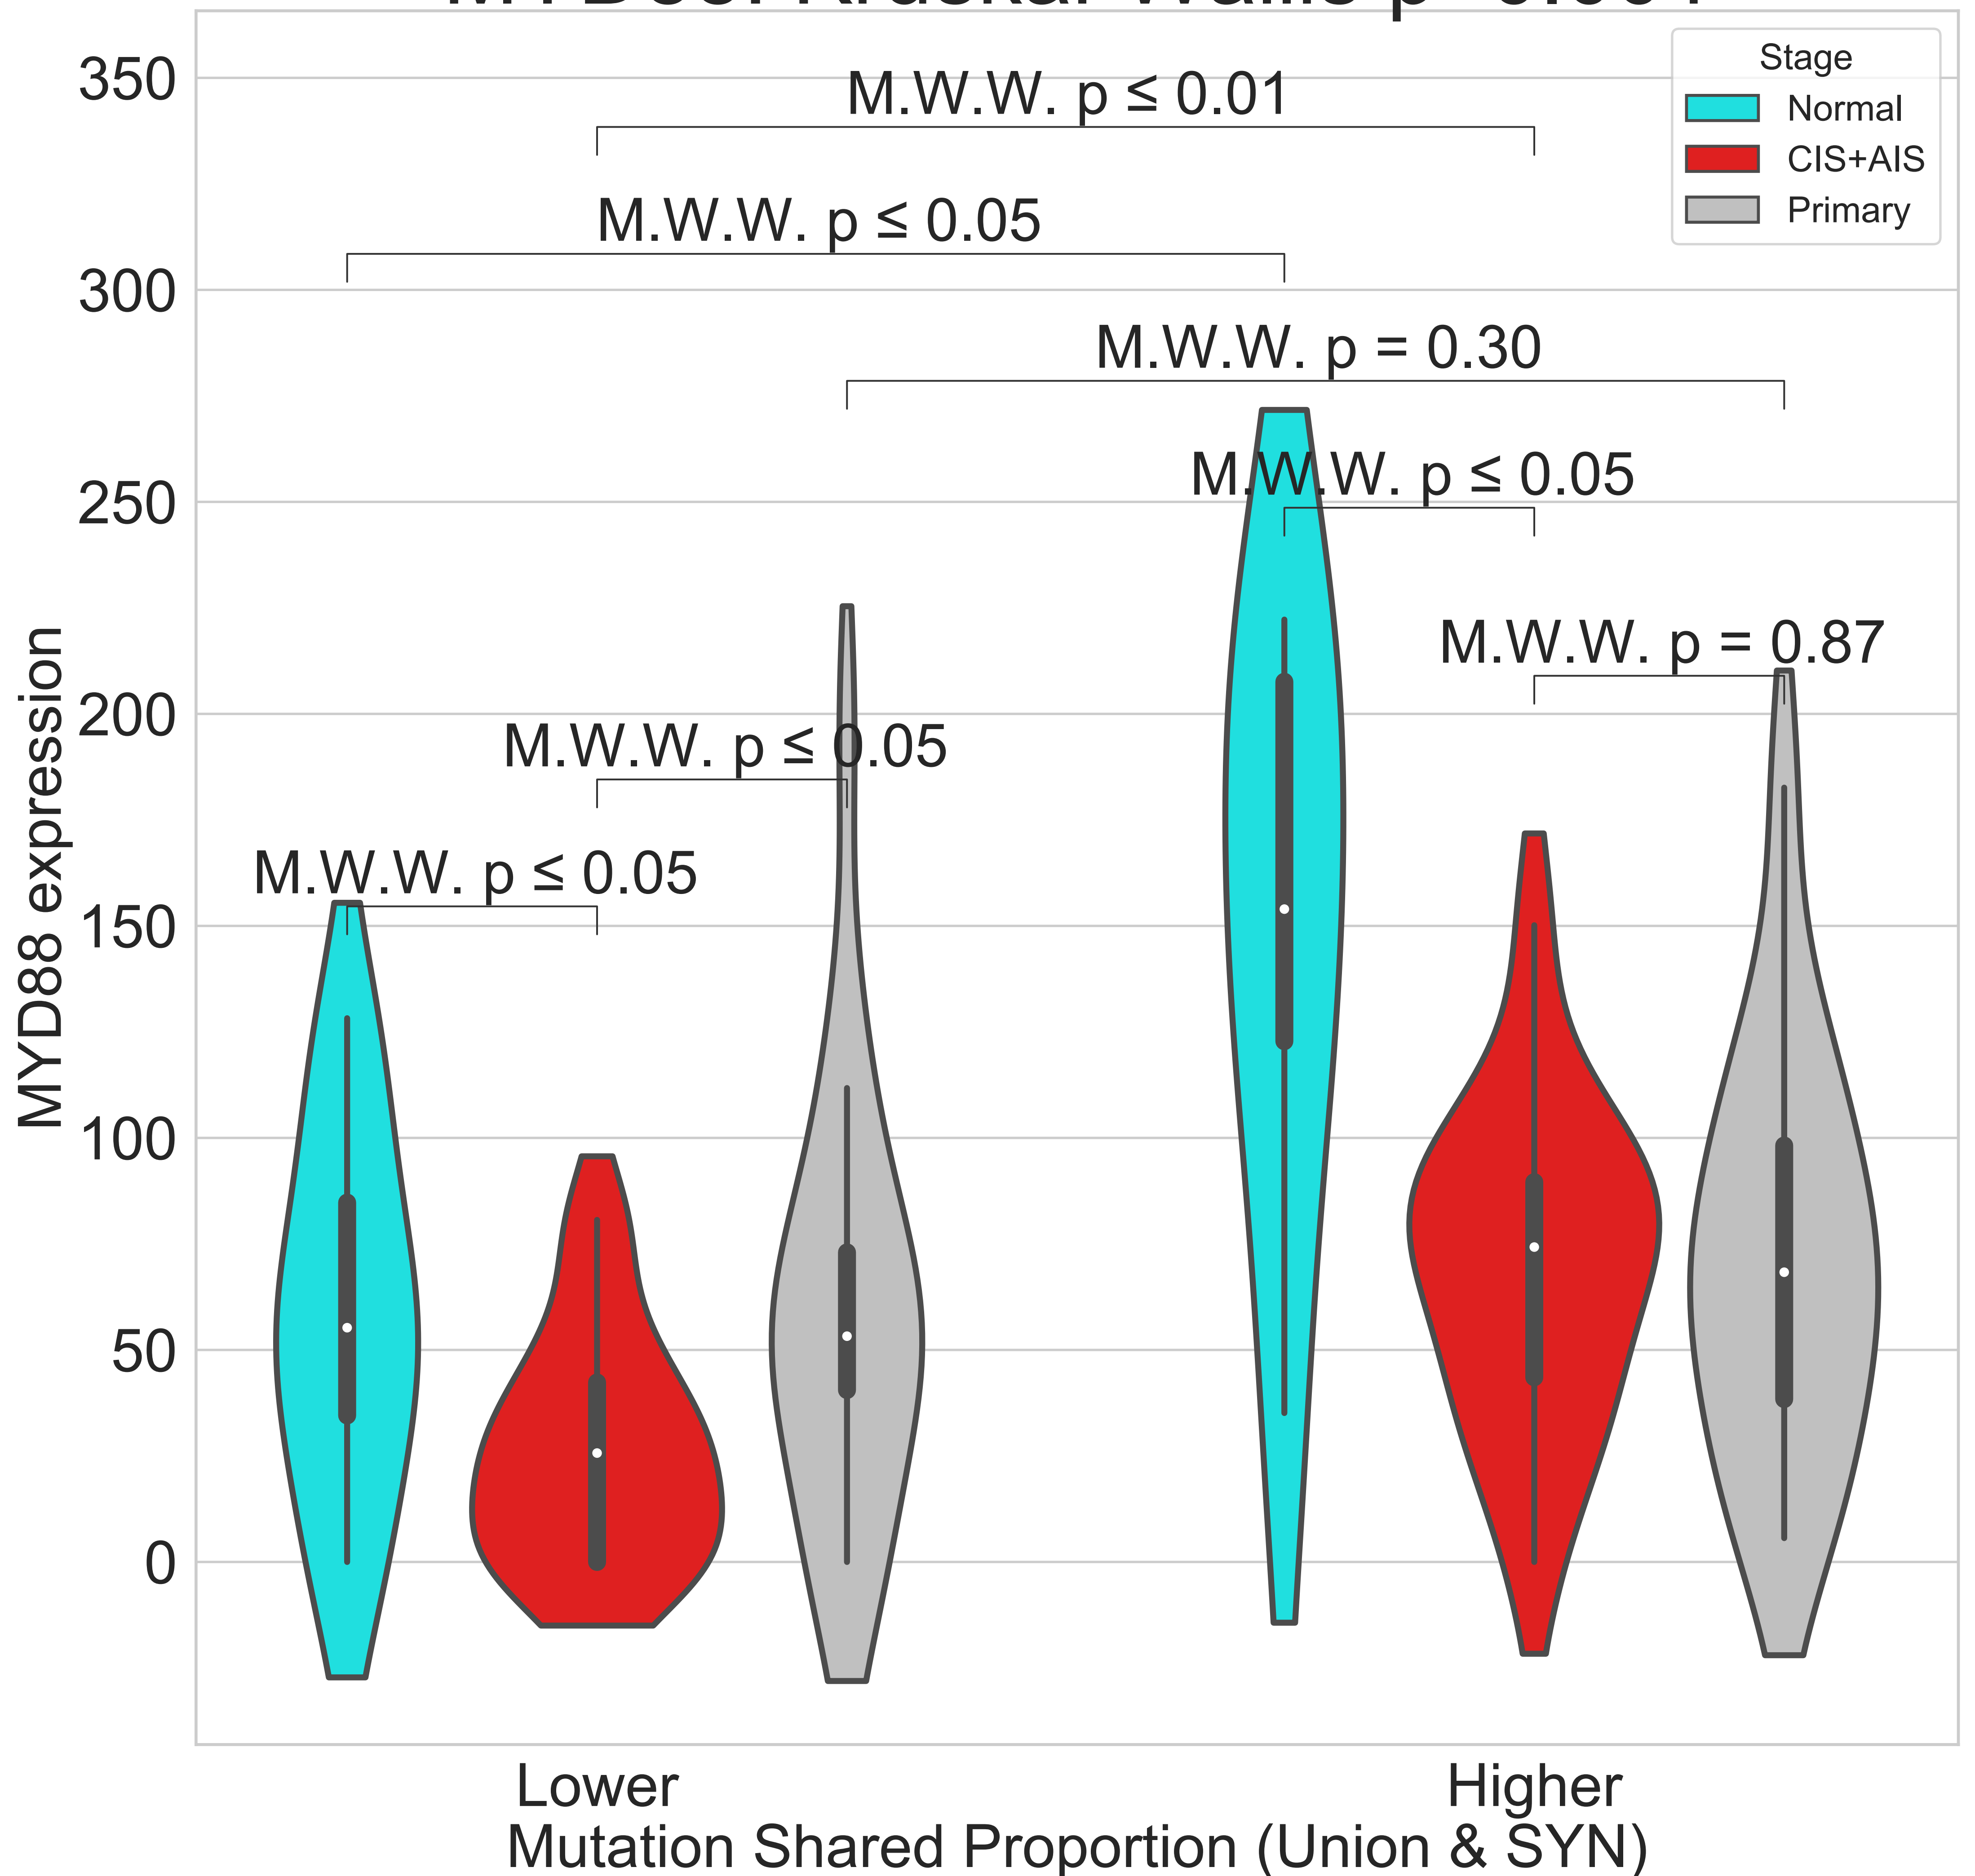 350
300
250
200
150
100
50
0
MYD88 expression
M.W.W. p ≤ 0.01
M.W.W. p ≤ 0.05
M.W.W. p = 0.30
M.W.W. p ≤ 0.05
M.W.W. p = 0.87
M.W.W. p ≤ 0.05
M.W.W. p ≤ 0.05
Stage
Normal
CIS+AIS
Primary
Lower
Higher
Mutation Shared Proportion (Union & SYN)